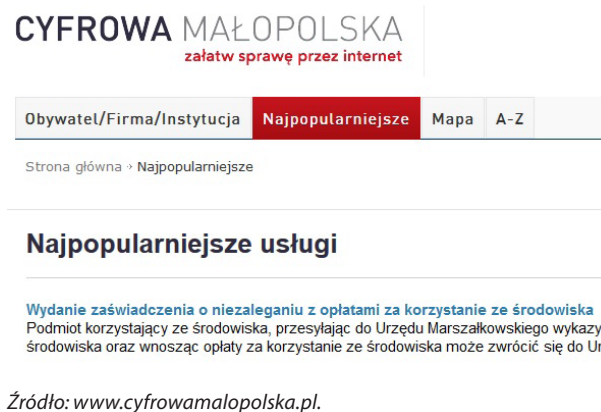 CYFROWA MAŁOPOLSKA
załatw sprawę przez internet
Obywatel/Firma/Instytucja Najpopularniejsze Mapa A-Z
Strona główna › Najpopularniejsze
Najpopularniejsze usługi
Wydanie zaświadczenia o niezaleganiu z opłatami za korzystanie ze środowiska
Podmiot korzystający ze środowiska, przesyłając do Urzędu Marszałkowskiego wykazy
środowiska oraz wnosząc opłaty za korzystanie ze środowiska może zwrócić się do
Źródło: www.cyfrowamalopolska.pl.